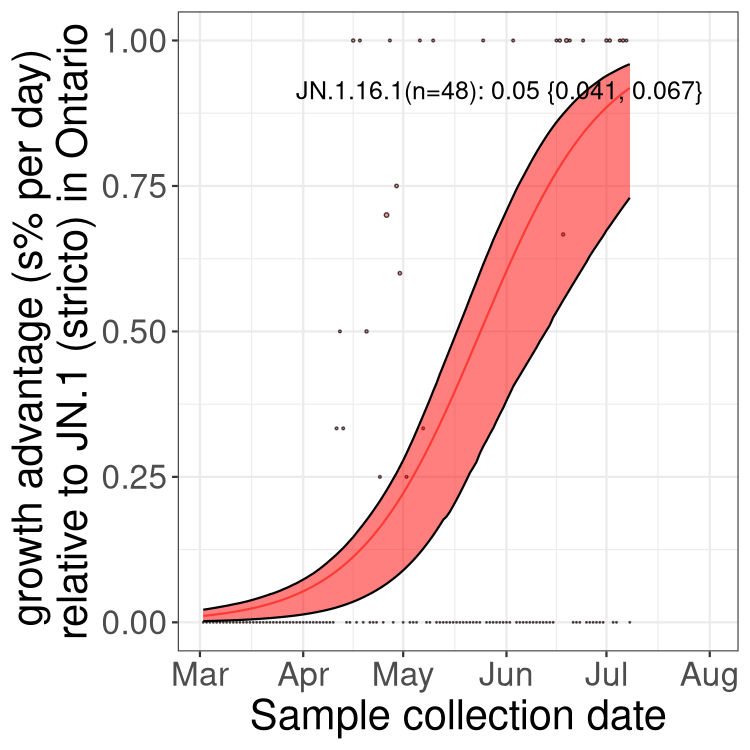 growth advantage (s% per day)
relative to JN.1 (stricto) in Ontario
1.00
0.75
0.50
0.25
0.00
JN.1.16.1(n=48): 0.05 {0.041, 0.067}
Mar Apr May Jun Jul Aug
Sample collection date